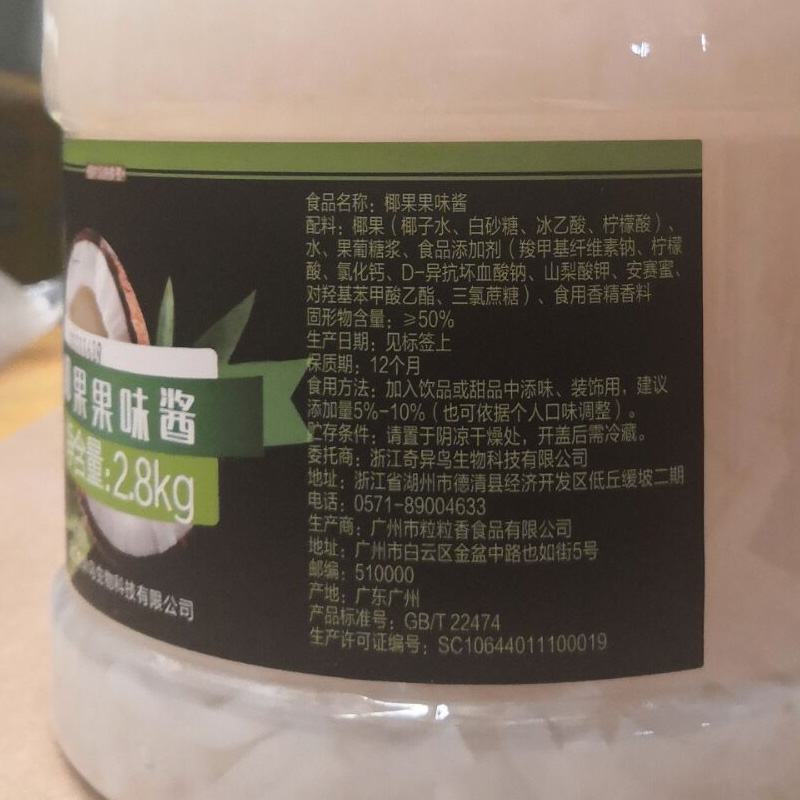 食品名称：椰果果味酱
配料：椰果（椰子水、白砂糖、冰乙酸、柠檬酸）、
水、果葡糖浆、食品添加剂（羧甲基纤维素钠、柠檬
酸、氯化钙、D-异抗坏血酸钠、山梨酸钾、安赛蜜、
对羟基苯甲酸乙酯、三氯蔗糖）、食用香精香料
固形物含量：≥50%
生产日期：见标签上
保质期：12个月
食用方法：加入饮品或甜品中添味、装饰用，建议
添加量5%-10%（也可依据个人口味调整）。
贮存条件：请置于阴凉干燥处，开盖后需冷藏。
委托商：浙江奇异鸟生物科技有限公司
地址：浙江省湖州市德清县经济开发区低丘缓坡二期
电话：0571-89004633
生产商：广州市粒粒香食品有限公司
地址：广州市白云区金盆中路也如街5号
邮编：510000
产地：广东广州
产品标准号：GB/T 22474
生产许可证编号：SC10644011100019
椰果果味酱
含量:2.8kg
生物科技有限公司